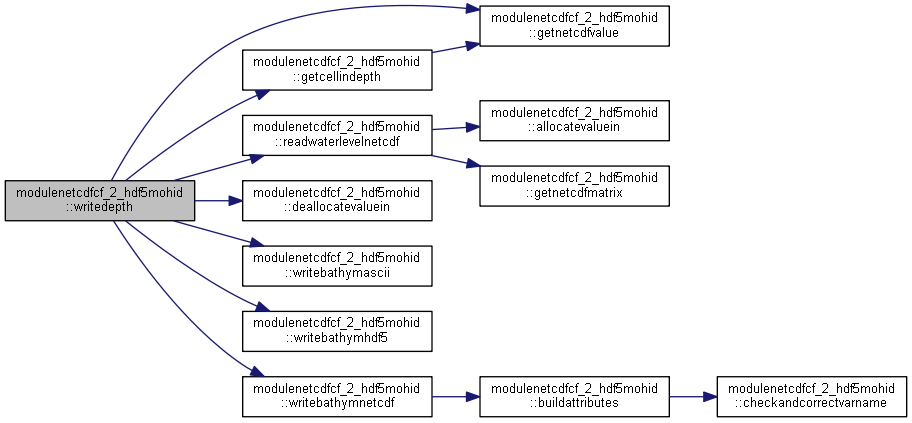 modulenetcdfcf_2_hdf5mohid
::writedepth
modulenetcdfcf_2_hdf5mohid
::getnetcdfvalue
modulenetcdfcf_2_hdf5mohid
::getcellindepth
modulenetcdfcf_2_hdf5mohid
::readwaterlevelnetcdf
modulenetcdfcf_2_hdf5mohid
::allocatevaluein
modulenetcdfcf_2_hdf5mohid
::getnetcdfmatrix
modulenetcdfcf_2_hdf5mohid
::deallocatevaluein
modulenetcdfcf_2_hdf5mohid
::writebathymascii
modulenetcdfcf_2_hdf5mohid
::writebathymhdf5
modulenetcdfcf_2_hdf5mohid
::writebathymnetcdf
modulenetcdfcf_2_hdf5mohid
::buildattributes
modulenetcdfcf_2_hdf5mohid
::checkandcorrectvarname